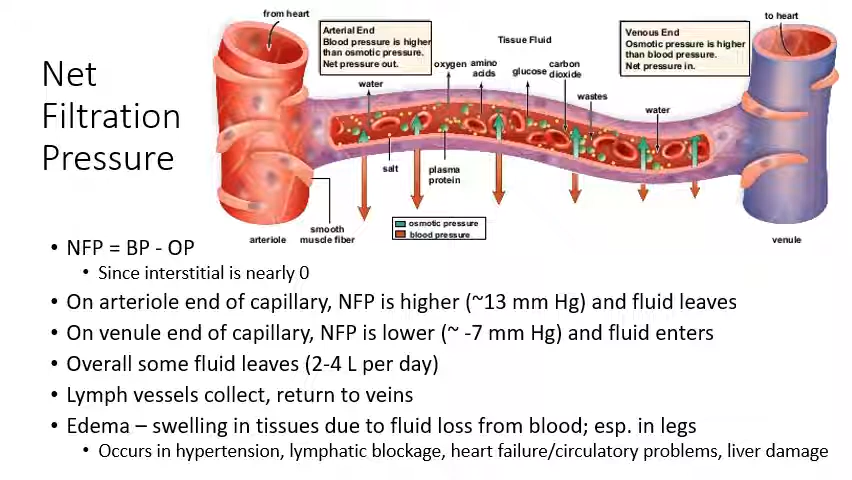 Net
Filtration
Pressure
from heart
to heart
Arterial End
Blood pressure is higher
than osmotic pressure.
Net pressure out.
Tissue Fluid
Venous End
Osmotic pressure is higher
than blood pressure.
Net pressure in.
water
oxygen
amino
acids
glucose
carbon
dioxide
wastes
water
salt
plasma
protein
osmotic pressure
blood pressure
arteriole
smooth
muscle fiber
venule
• NFP = BP - OP
• Since interstitial is nearly 0
• On arteriole end of capillary, NFP is higher (~13 mm Hg) and fluid leaves
• On venule end of capillary, NFP is lower (~ -7 mm Hg) and fluid enters
• Overall some fluid leaves (2-4 L per day)
• Lymph vessels collect, return to veins
• Edema – swelling in tissues due to fluid loss from blood; esp. in legs
• Occurs in hypertension, lymphatic blockage, heart failure/circulatory problems, liver damage